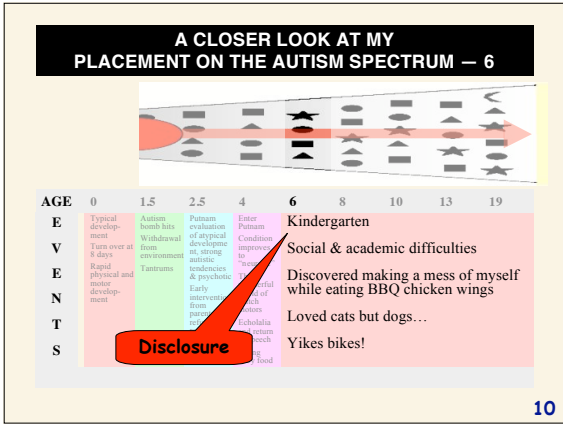 A CLOSER LOOK AT MY
PLACEMENT ON THE AUTISM SPECTRUM — 6
AGE 0 1.5 2.5 4 6 8 10 13 19
E
V
E
N
T
S
Typical
develop-
ment
Turn over at
8 days
Rapid
physical and
motor
develop-
ment
Autism
bomb hits
Withdrawal
from
environment
Tantrums
Putnam
evaluation
of atypical
developme
nt, strong
autistic
tendencies
& psychotic
Early
interventi
from
paren
Enter
Putnam
Condition
improves
to
Echolalia
return
food
Kindergarten
Social & academic difficulties
Discovered making a mess of myself
while eating BBQ chicken wings
Loved cats but dogs…
Yikes bikes!
Disclosure
10